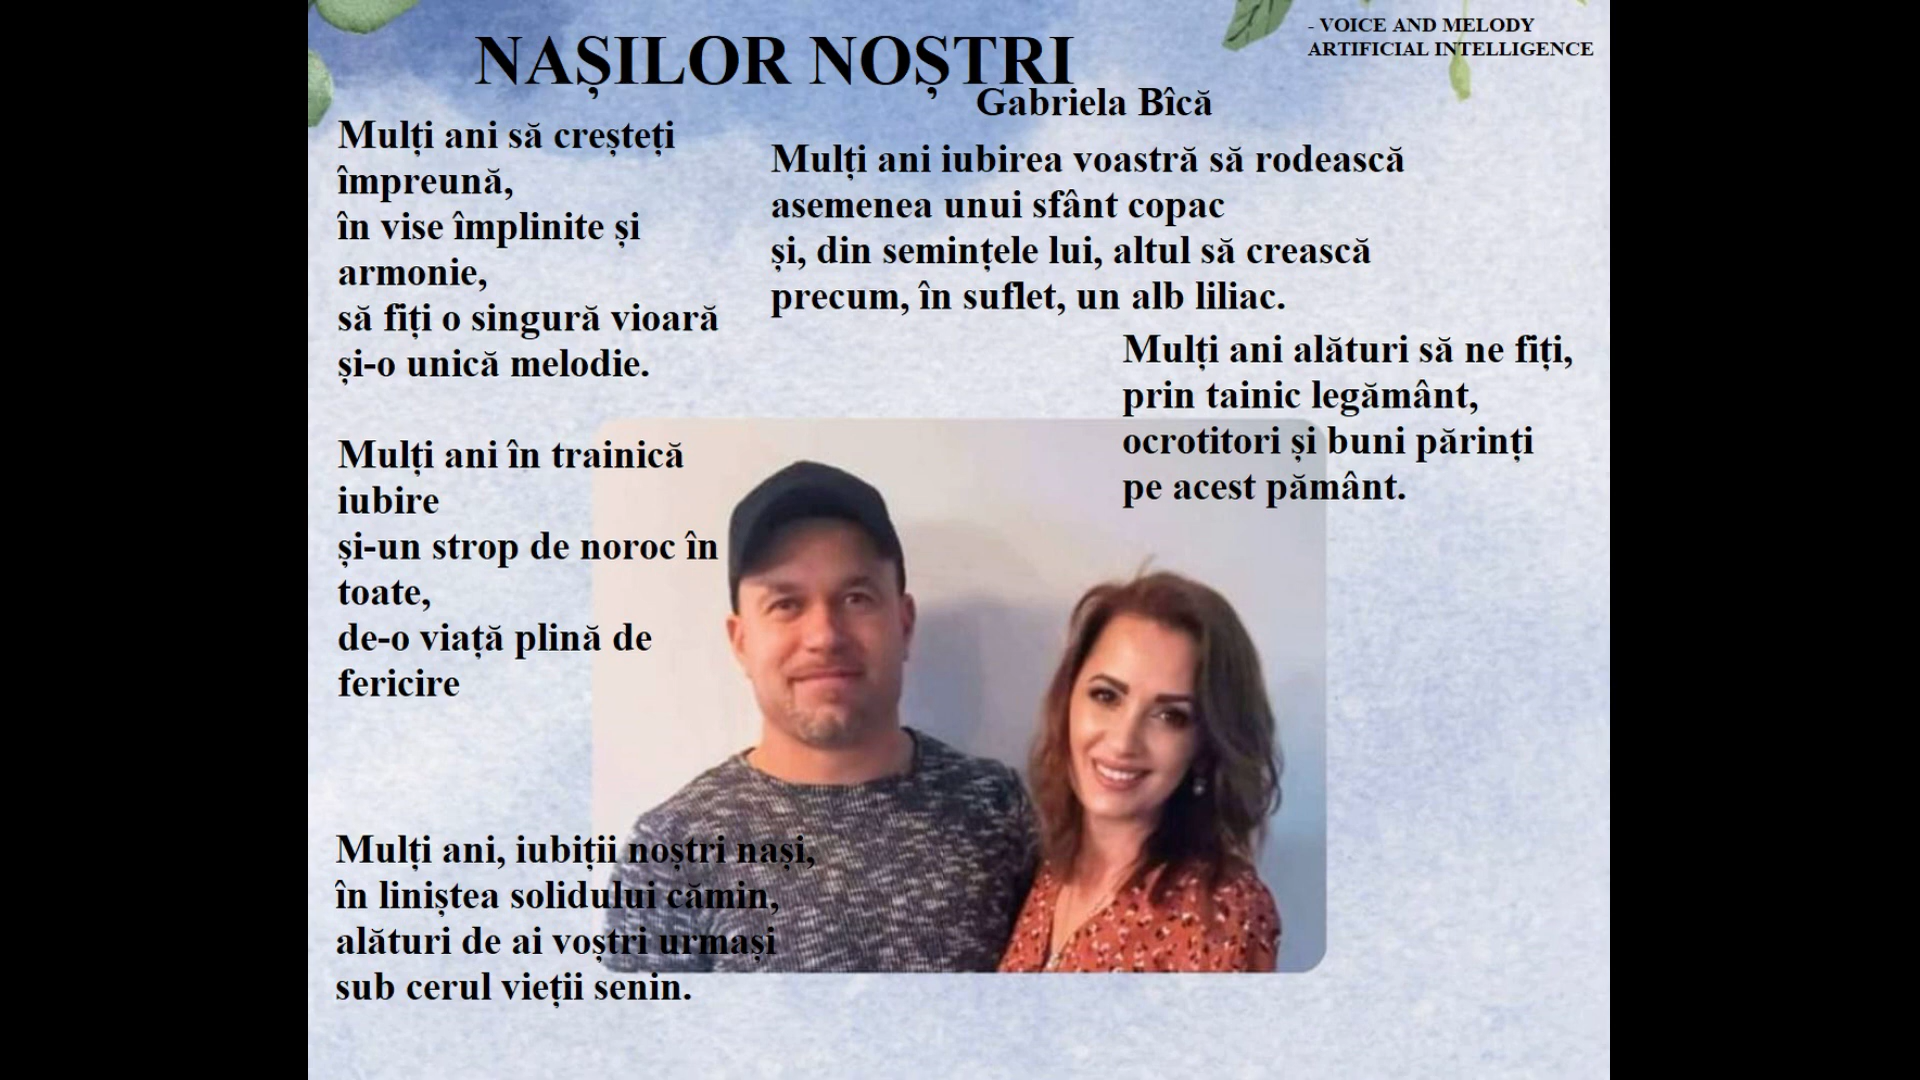 - VOICE AND MELODY
ARTIFICIAL INTELLIGENCE
NAȘILOR NOȘTRI
Gabriela Bîcă
Mulți ani să creșteți
împreună,
în vise împlinite și
armonie,
să fiți o singură vioară
și-o unică melodie.
Mulți ani iubirea voastră să rodească
asemenea unui sfânt copac
și, din semințele lui, altul să crească
precum, în suflet, un alb liliac.
Mulți ani alături să ne fiți,
prin tainic legământ,
ocrotitori și buni părinți
pe acest pământ.
Mulți ani în trainică
iubire
și-un strop de noroc în
toate,
de-o viață plină de
fericire
Mulți ani, iubiții noștri nași,
în liniștea solidului cămin,
alături de ai voștri urmași
sub cerul vieții senin.